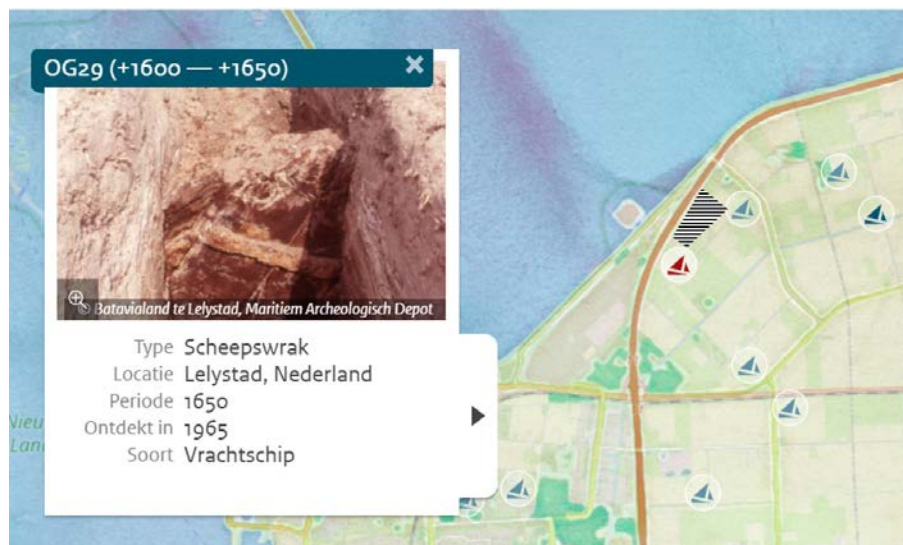 OG29 (+1600 — +1650)
© Batavialand te Lelystad, Maritiem Archeologisch Depot
Type Scheepswrak
Locatie Lelystad, Nederland
Periode 1650
Ontdekt in 1965
Soort Vrachtschip